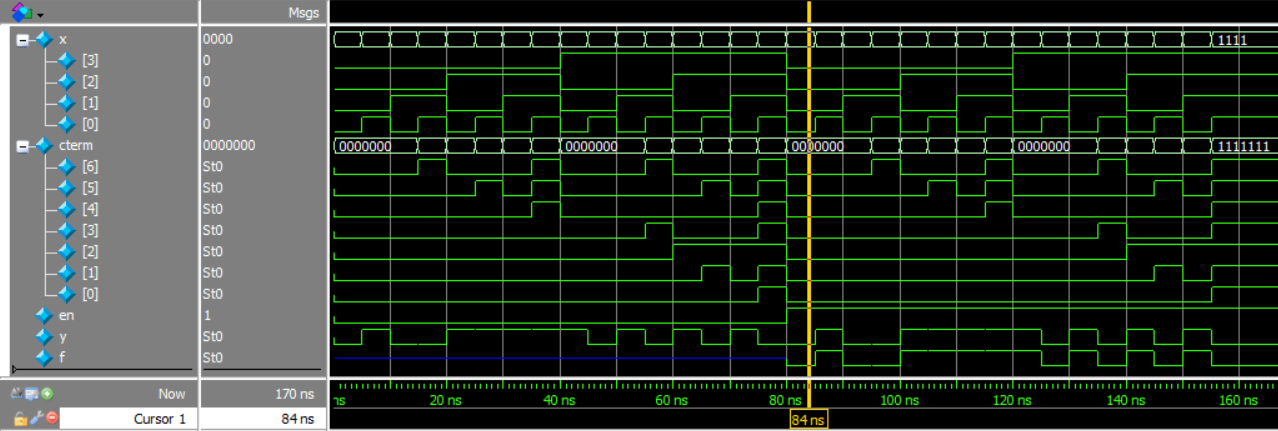 Msgs
x 0000 1111
[3] 0
[2] 0
[1] 0
[0] 0
cterm 0000000 0000000 0000000 0000000 0000000 1111111
[6] St0
[5] St0
[4] St0
[3] St0
[2] St0
[1] St0
[0] St0
en 1
y St0
f St0
Now 170 ns ns 20 ns 40 ns 60 ns 80 ns 100 ns 120 ns 140 ns 160 ns
Cursor 1 84 ns 84 ns